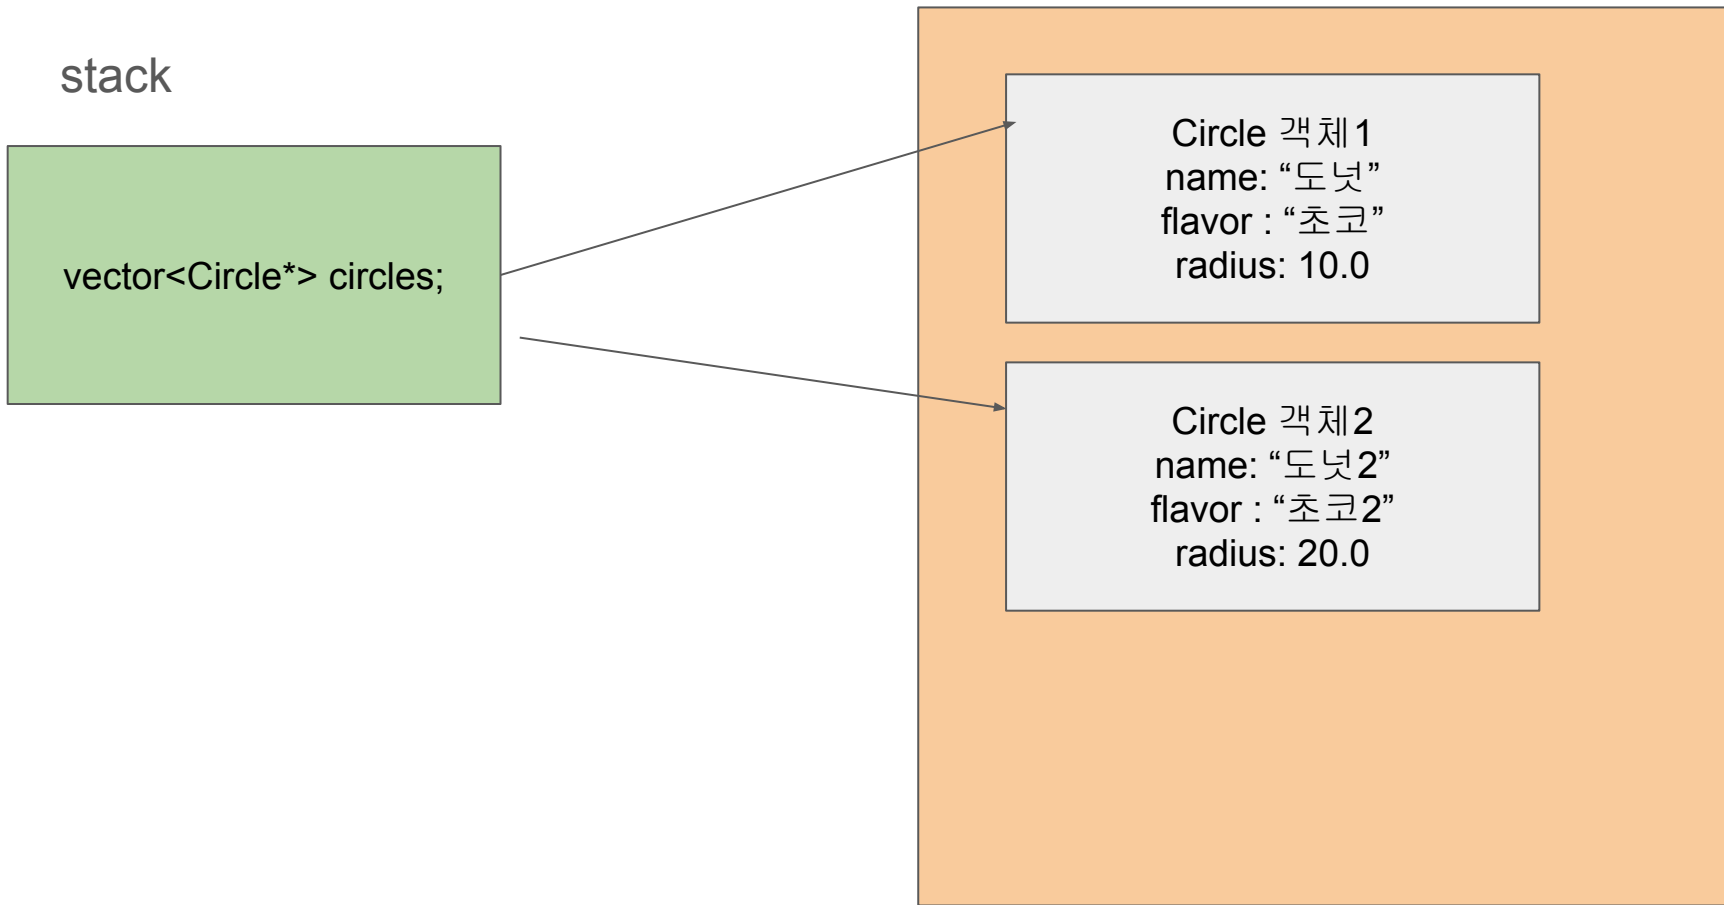 stack
vector<Circle*> circles;
Circle 객체1
name: “도넛”
flavor : “초코”
radius: 10.0
Circle 객체2
name: “도넛2”
flavor : “초코2”
radius: 20.0